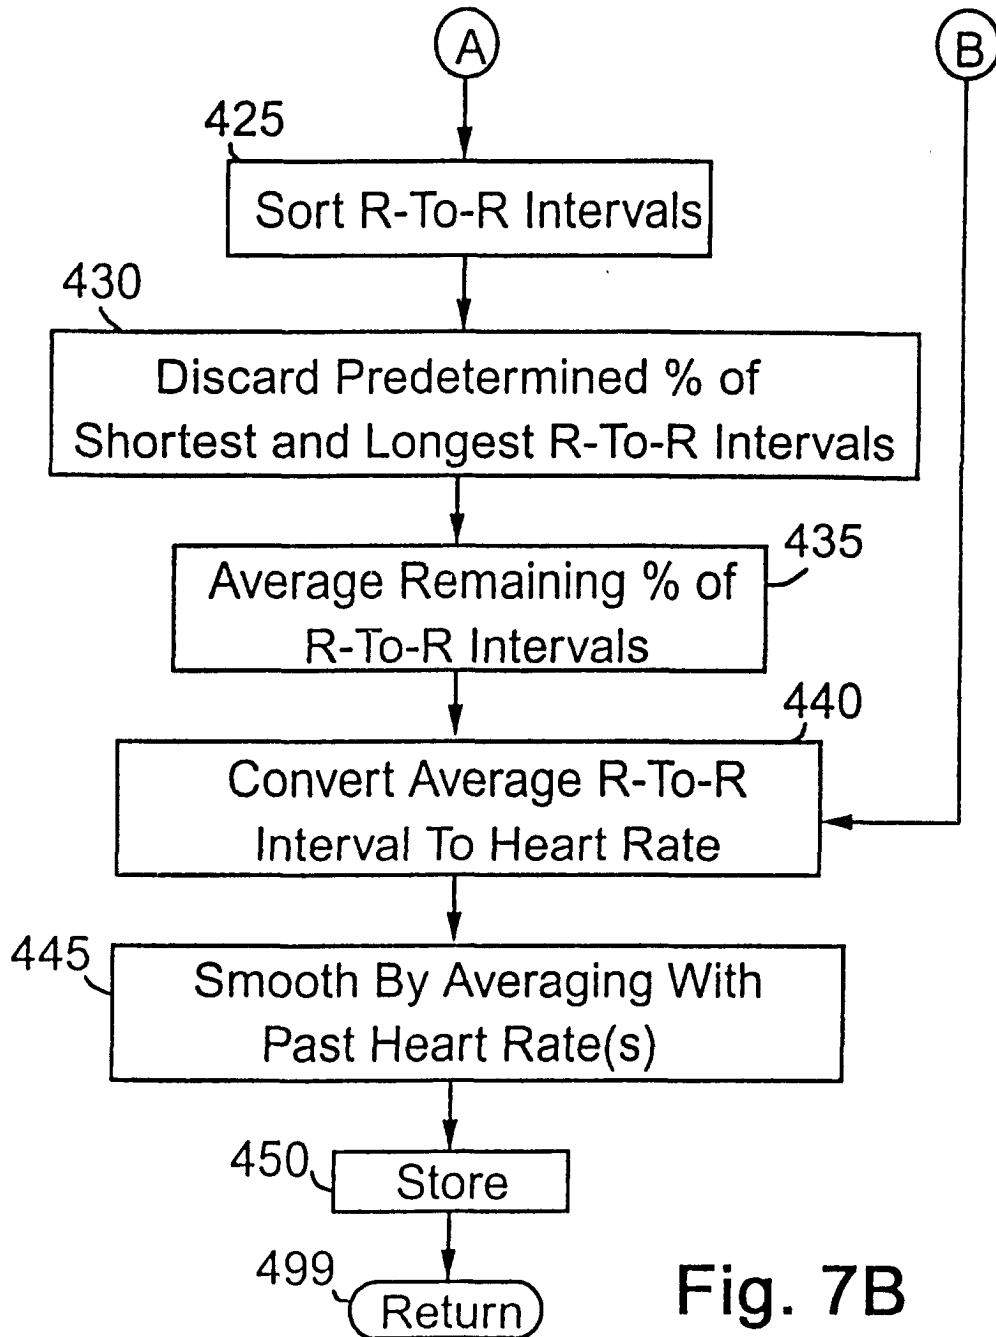 A
B
425
Sort R-To-R Intervals
430
Discard Predetermined % of
Shortest and Longest R-To-R Intervals
435
Average Remaining % of
R-To-R Intervals
440
Convert Average R-To-R
Interval To Heart Rate
445
Smooth By Averaging With
Past Heart Rate(s)
450
Store
499
Return
Fig. 7B